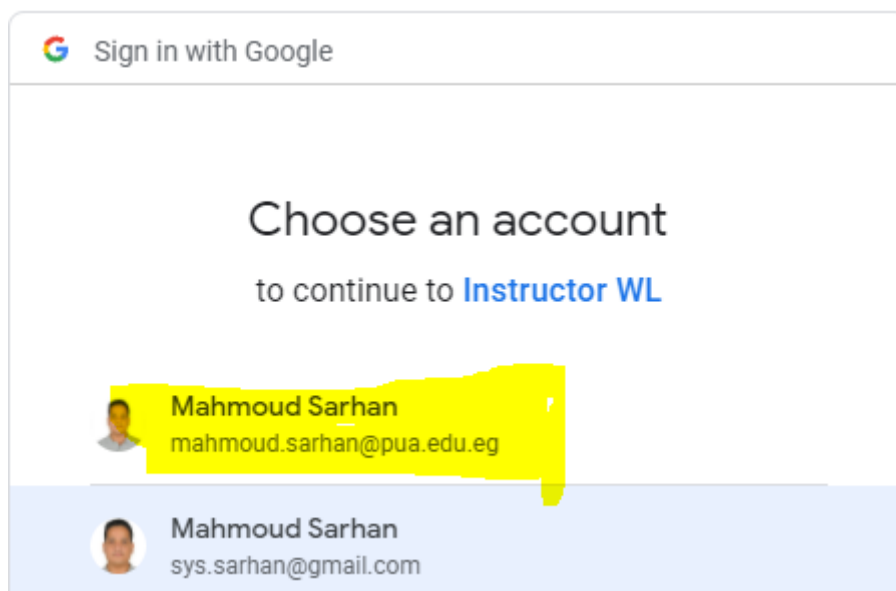 Sign in with Google
Choose an account
to continue to Instructor WL
Mahmoud Sarhan
mahmoud.sarhan@pua.edu.eg
Mahmoud Sarhan
sys.sarhan@gmail.com